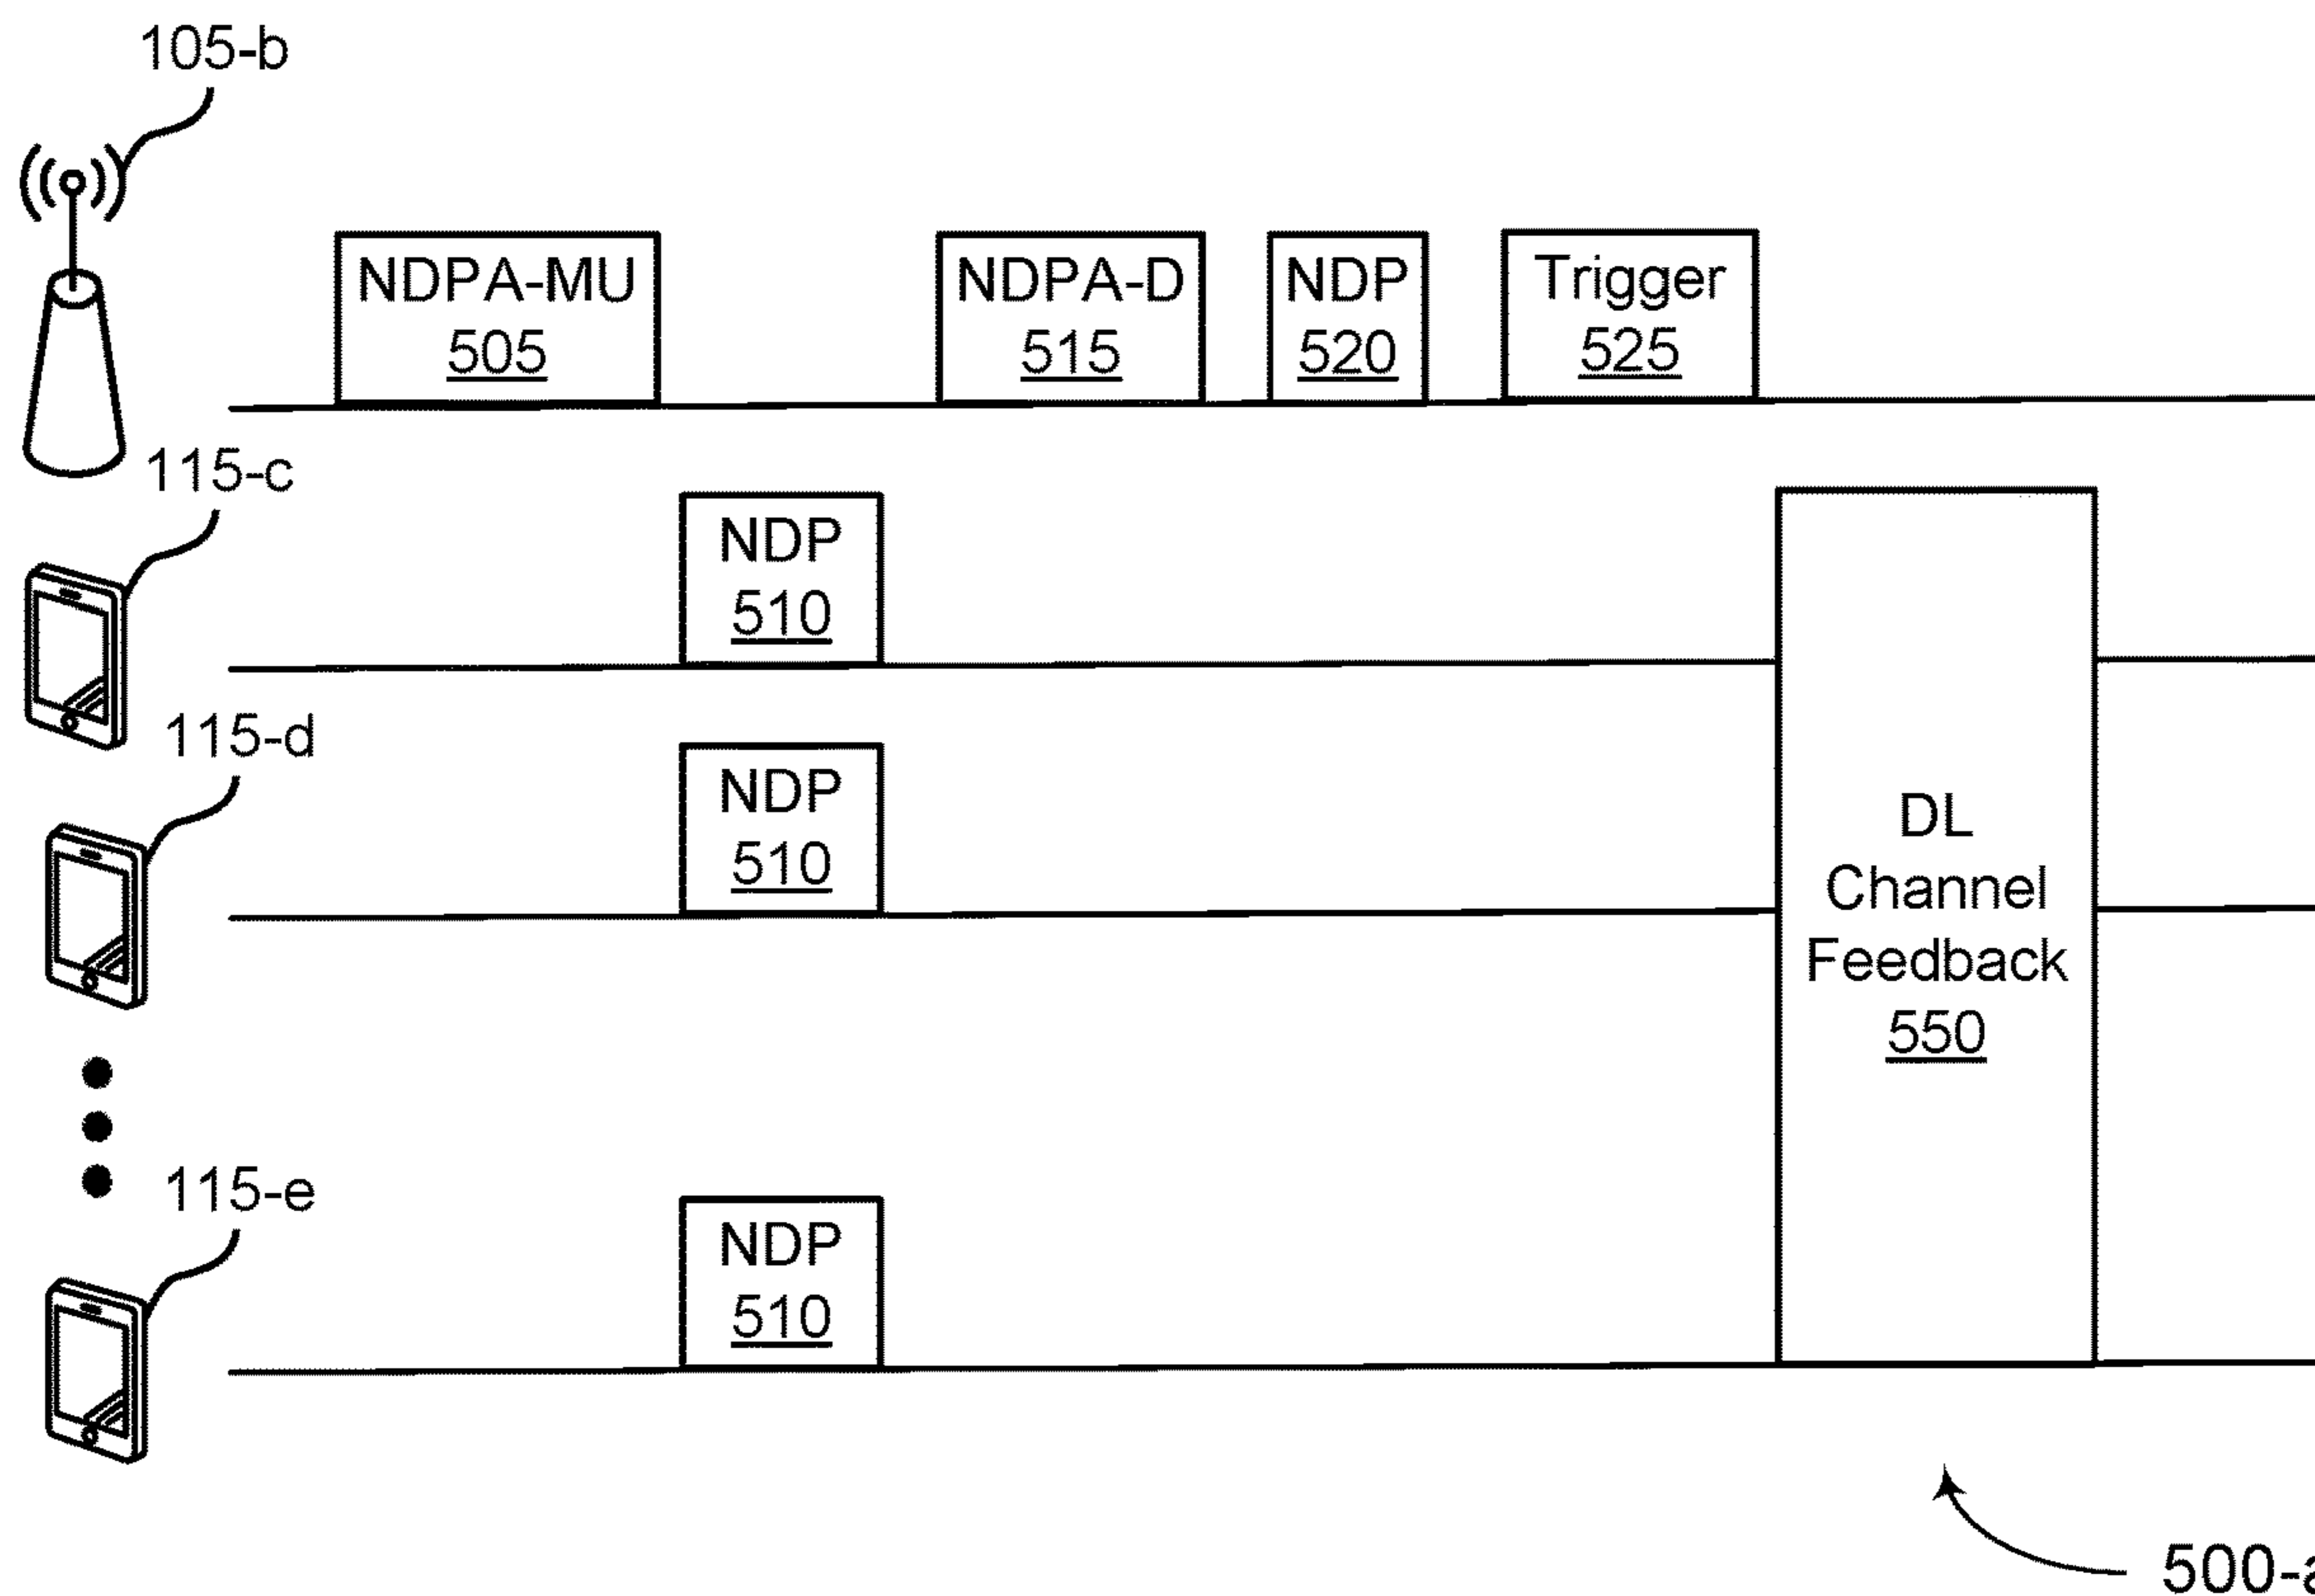 105-b
NDPA-MU
505
NDPA-D
515
NDP
520
Trigger
525
115-c
NDP
510
115-d
NDP
510
DL
Channel
Feedback
550
115-e
NDP
510
500-a